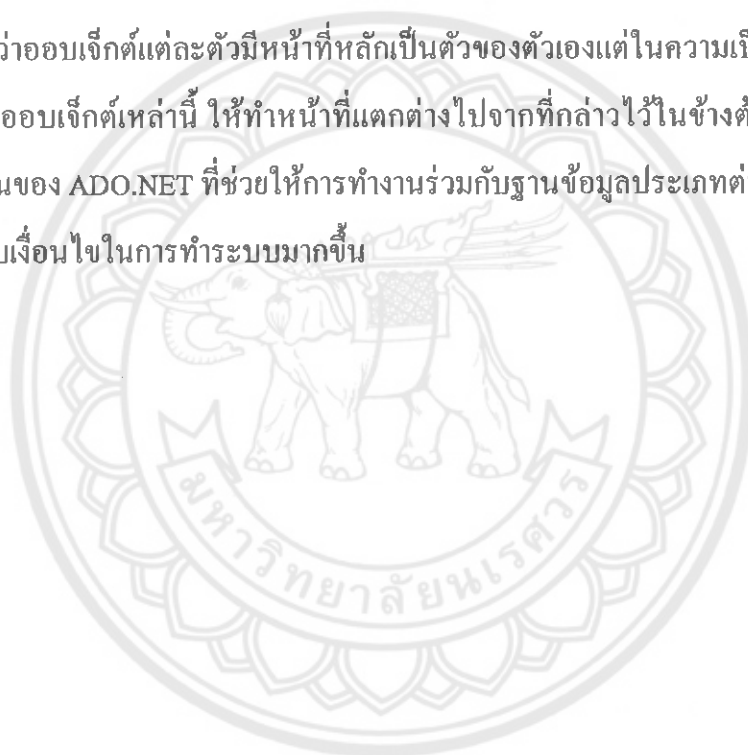 ว่าออบเจ็กต์แต่ละตัวมีหน้าที่หลักเป็นตัวของตัวเองแต่ในความเป็
ออบเจ็กต์เหล่านี้ ให้ทำหน้าที่แตกต่างไปจากที่กล่าวไว้ในข้างต้
นของ ADO.NET ที่ช่วยให้การทำงานร่วมกับฐานข้อมูลประเภทต่
บเงื่อนไขในการทำระบบมากขึ้น
มหาวิทยาลัยนเรศวร